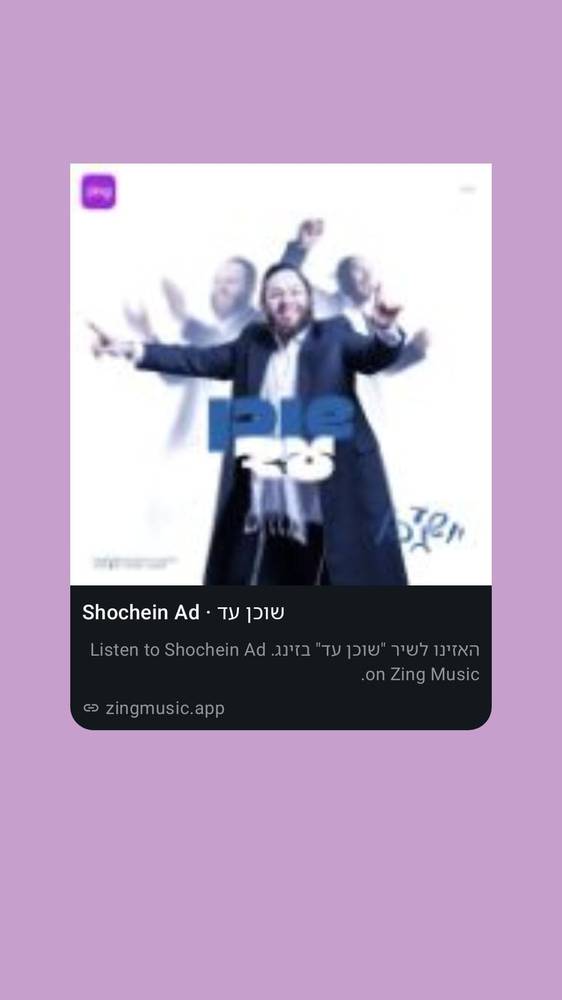 zing
שוכן
עד
Shochein Ad · שוכן עד
האזינו לשיר "שוכן עד" בזינג. Listen to Shochein Ad
on Zing Music.
zingmusic.app